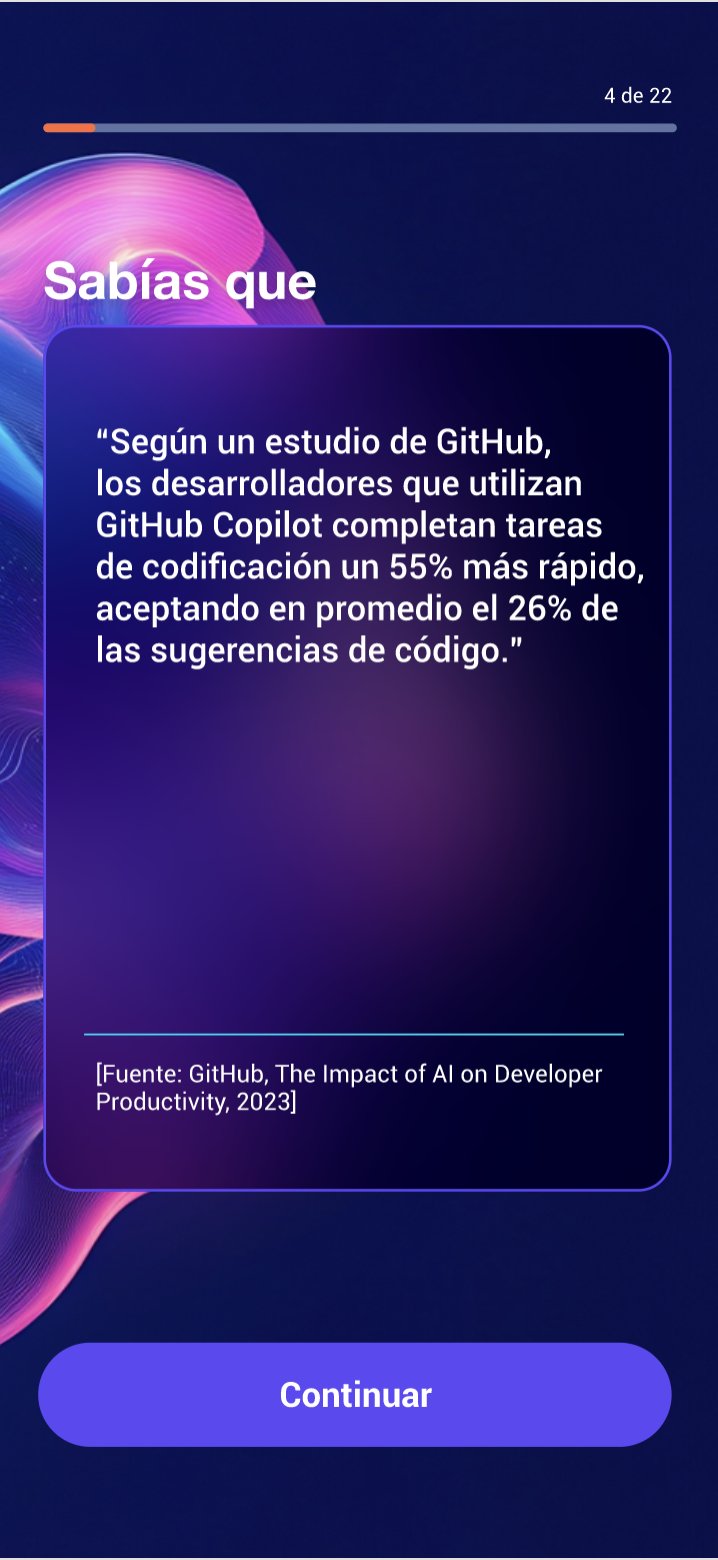 4 de 22
Sabías que
“Según un estudio de GitHub,
los desarrolladores que utilizan
GitHub Copilot completan tareas
de codificación un 55% más rápido,
aceptando en promedio el 26% de
las sugerencias de código.”
[Fuente: GitHub, The Impact of AI on Developer
Productivity, 2023]
Continuar